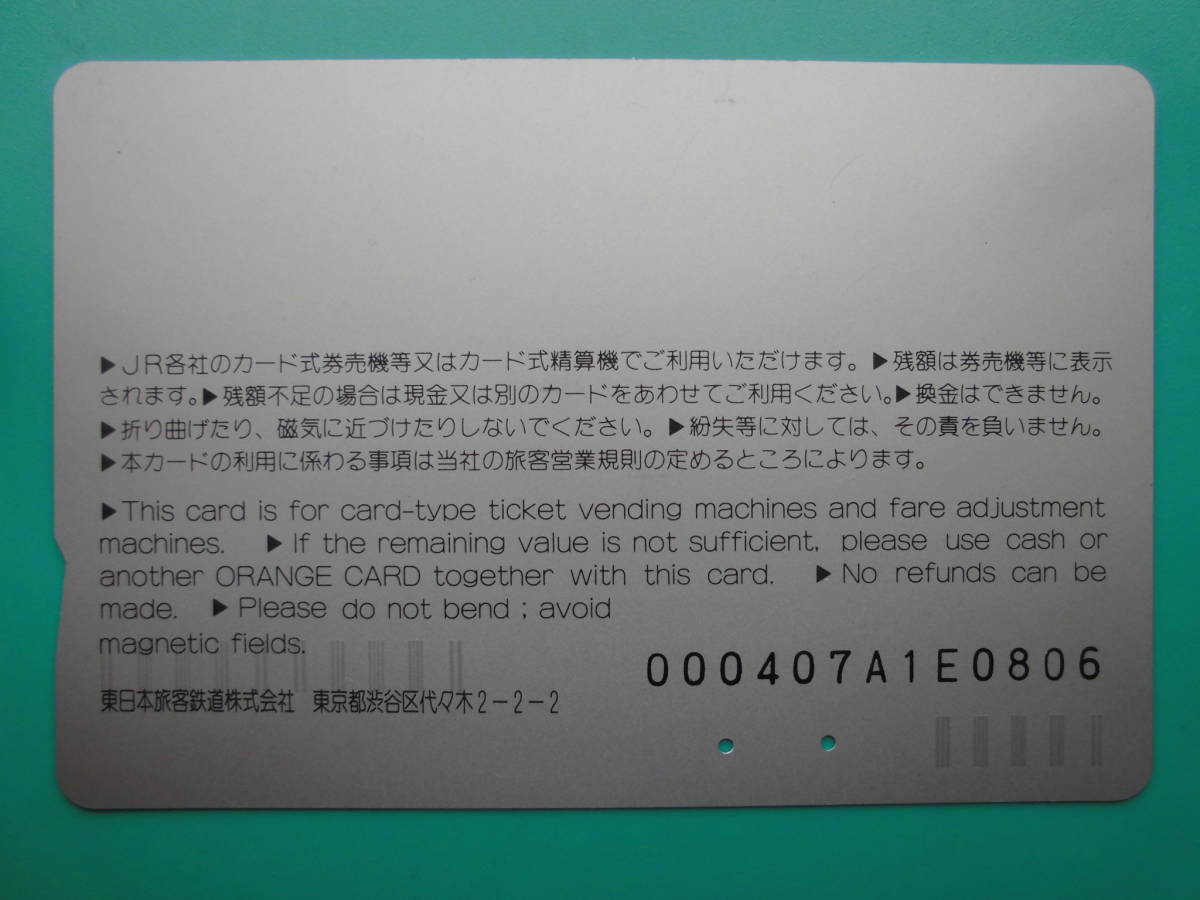 ▶JR各社のカード式券売機等又はカード式精算機でご利用いただけます。▶残額は券売機等に表示
されます。▶残額不足の場合は現金又は別のカードをあわせてご利用ください。▶換金はできません。
▶折り曲げたり、磁気に近づけたりしないでください。▶紛失等に対しては、その責を負いません。
▶本カードの利用に係わる事項は当社の旅客営業規則の定めるところによります。
▶This card is for card-type ticket vending machines and fare adjustment
machines. ▶If the remaining value is not sufficient, please use cash or
another ORANGE CARD together with this card. ▶No refunds can be
made. ▶Please do not bend ; avoid
magnetic fields.
000407A1E0806
東日本旅客鉄道株式会社 東京都渋谷区代々木2-2-2